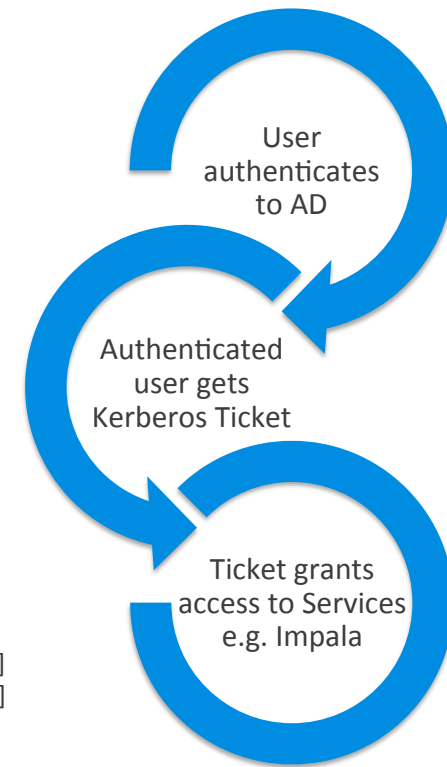 User
authenticates
to AD
Authenticated
user gets
Kerberos Ticket
Ticket grants
access to Services
e.g. Impala
]
]